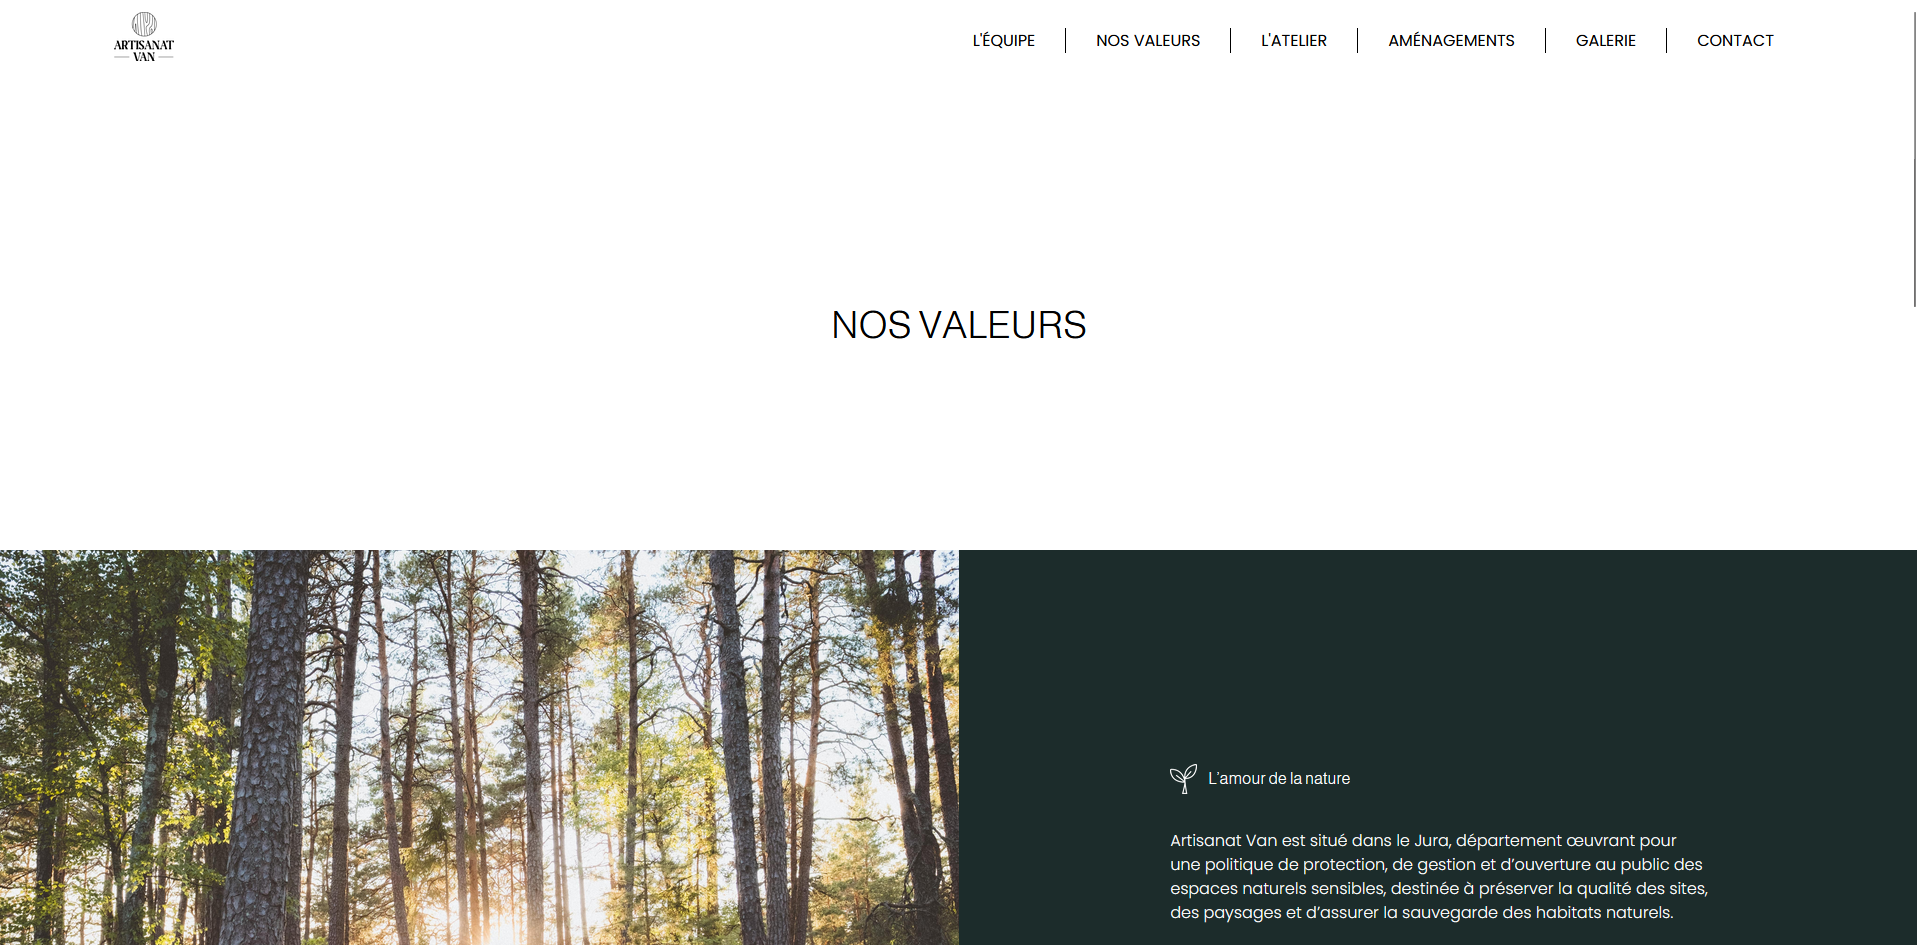 ARTISANAT
VAN
L'ÉQUIPE
NOS VALEURS
L'ATELIER
AMÉNAGEMENTS
GALERIE
CONTACT
NOS VALEURS
L'amour de la nature
Artisanat Van est situé dans le Jura, département œuvrant pour
une politique de protection, de gestion et d’ouverture au public des
espaces naturels sensibles, destinée à préserver la qualité des sites,
des paysages et d’assurer la sauvegarde des habitats naturels.